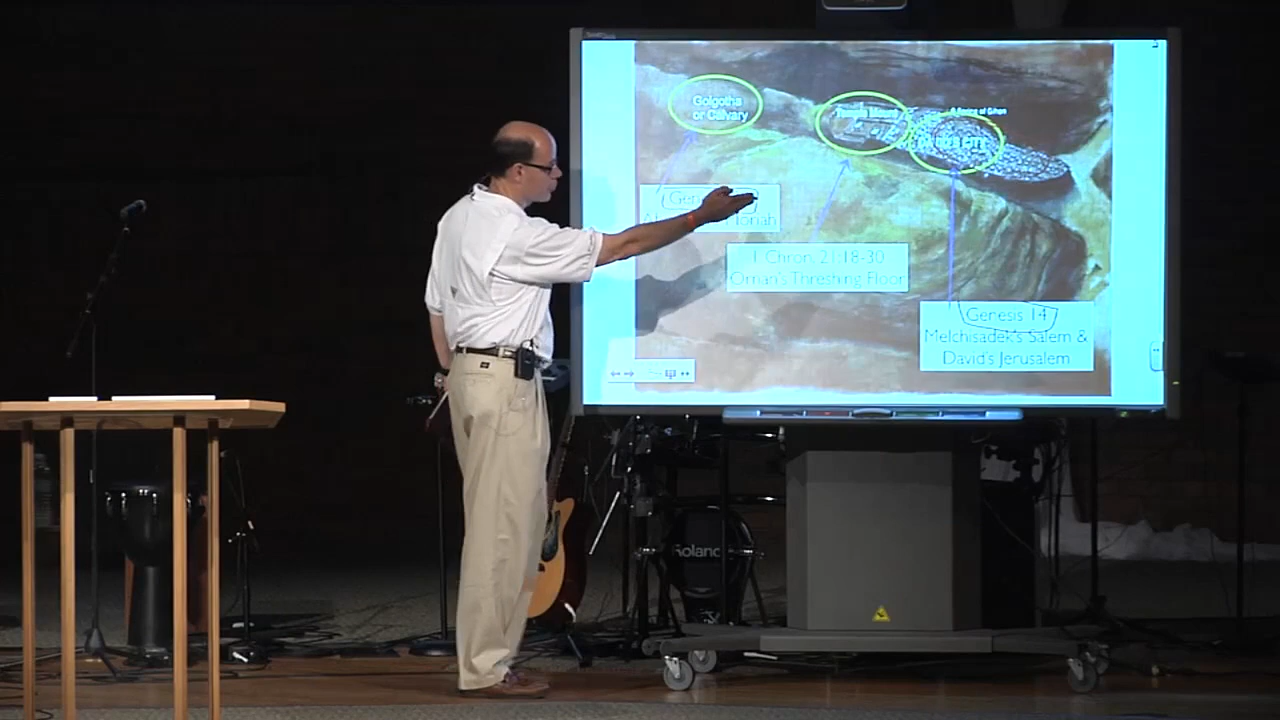 Golgotha
or Calvary
Temple Mount
1 Chron. 21:18-30
Ornan's Threshing Floor
Genesis 14
Melchisadek's Salem &
David's Jerusalem
Roland